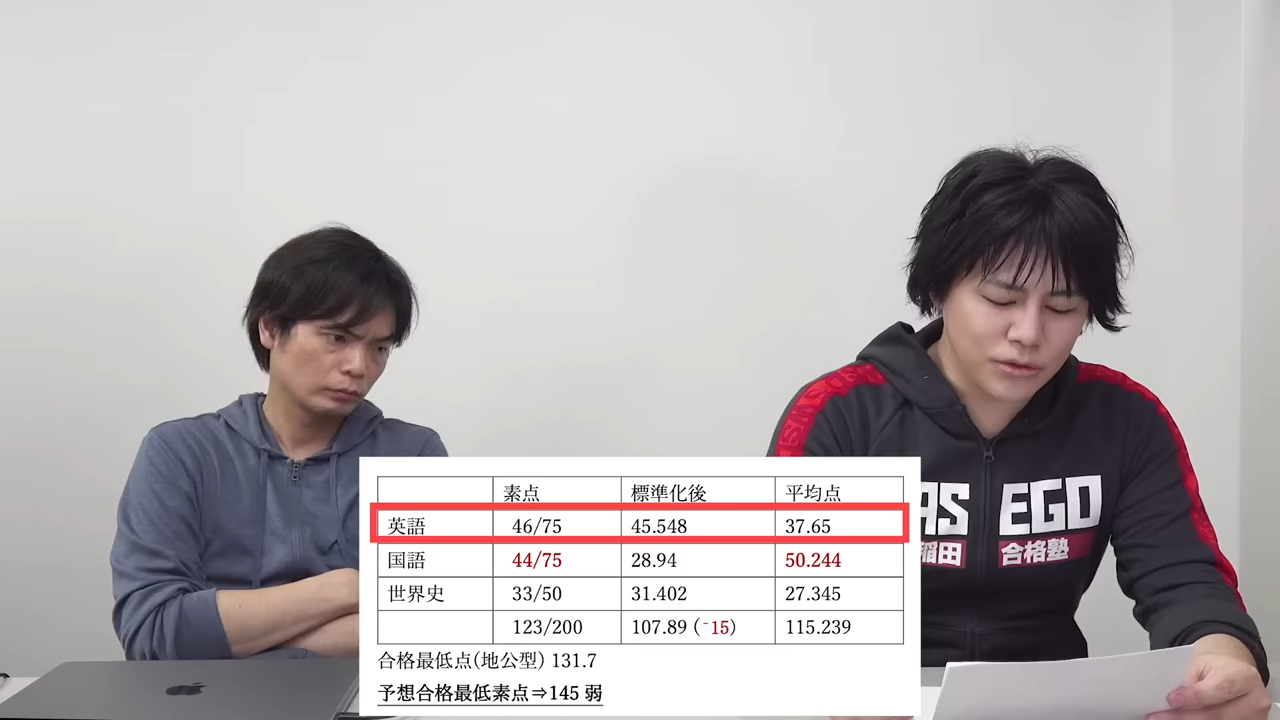 AS EGO
稲田 合格塾
素点 標準化後 平均点
英語 46/75 45.548 37.65
国語 44/75 28.94 50.244
世界史 33/50 31.402 27.345
123/200 107.89 (⁻15) 115.239
合格最低点(地公型) 131.7
予想合格最低素点⇒145 弱